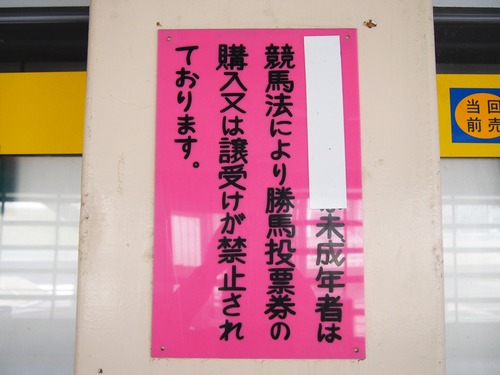 未成年者は
競馬法により勝馬投票券の
購入又は譲受けが禁止され
ております。
当回
前売